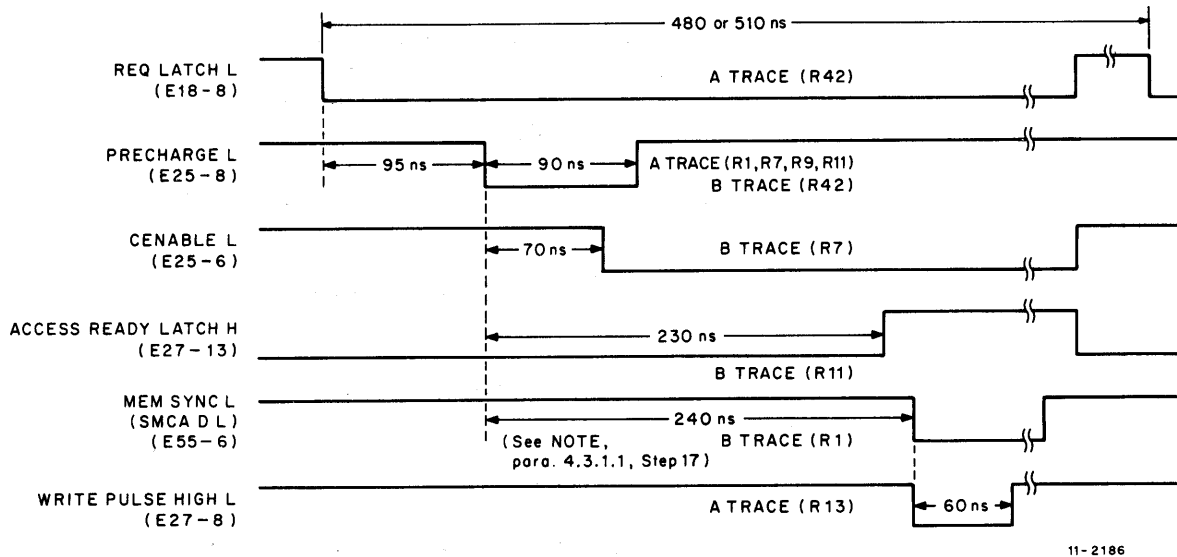 480 or 510 ns
REQ LATCH L
(E18-8)
A TRACE (R42)
PRECHARGE L
(E25-8)
95 ns
90 ns
A TRACE (R1, R7, R9, R11)
B TRACE (R42)
CENABLE L
(E25-6)
70 ns
B TRACE (R7)
ACCESS READY LATCH H
(E27-13)
230 ns
B TRACE (R11)
MEM SYNC L
(SMCA D L)
(E55-6)
240 ns
(See NOTE,
para. 4.3.1.1, Step 17)
B TRACE (R1)
WRITE PULSE HIGH L
(E27-8)
A TRACE (R13)
60 ns
11-2186